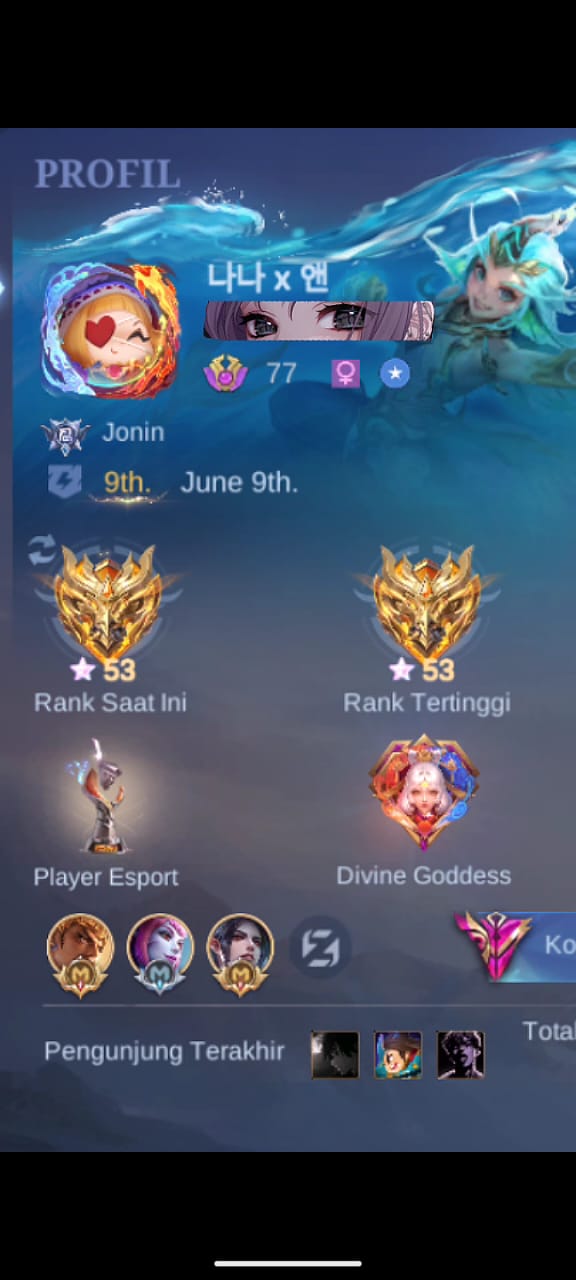 PROFIL
나나 x 앤
77
Jonin
9th. June 9th.
53 53
Rank Saat Ini Rank Tertinggi
Player Esport Divine Goddess
Ko
Total
Pengunjung Terakhir